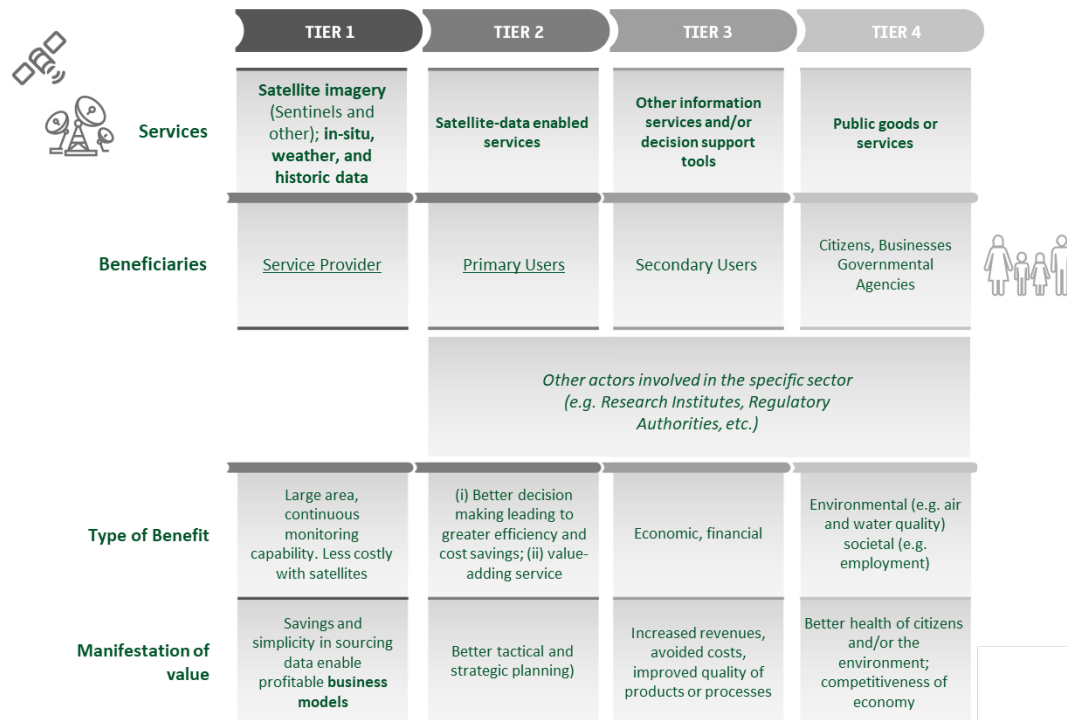 TIER 1
TIER 2
TIER 3
TIER 4
Services
Satellite imagery
(Sentinels and
other); in-situ,
weather, and
historic data
Satellite-data enabled
services
Other information
services and/or
decision support
tools
Public goods or
services
Beneficiaries
Service Provider
Primary Users
Secondary Users
Citizens, Businesses
Governmental
Agencies
Other actors involved in the specific sector
(e.g. Research Institutes, Regulatory
Authorities, etc.)
Type of Benefit
Large area,
continuous
monitoring
capability. Less costly
with satellites
(i) Better decision
making leading to
greater efficiency and
cost savings; (ii) value-
adding service
Economic, financial
Environmental (e.g. air
and water quality)
societal (e.g.
employment)
Manifestation of
value
Savings and
simplicity in sourcing
data enable
profitable business
models
Better tactical and
strategic planning)
Increased revenues,
avoided costs,
improved quality of
products or processes
Better health of citizens
and/or the
environment;
competitiveness of
economy